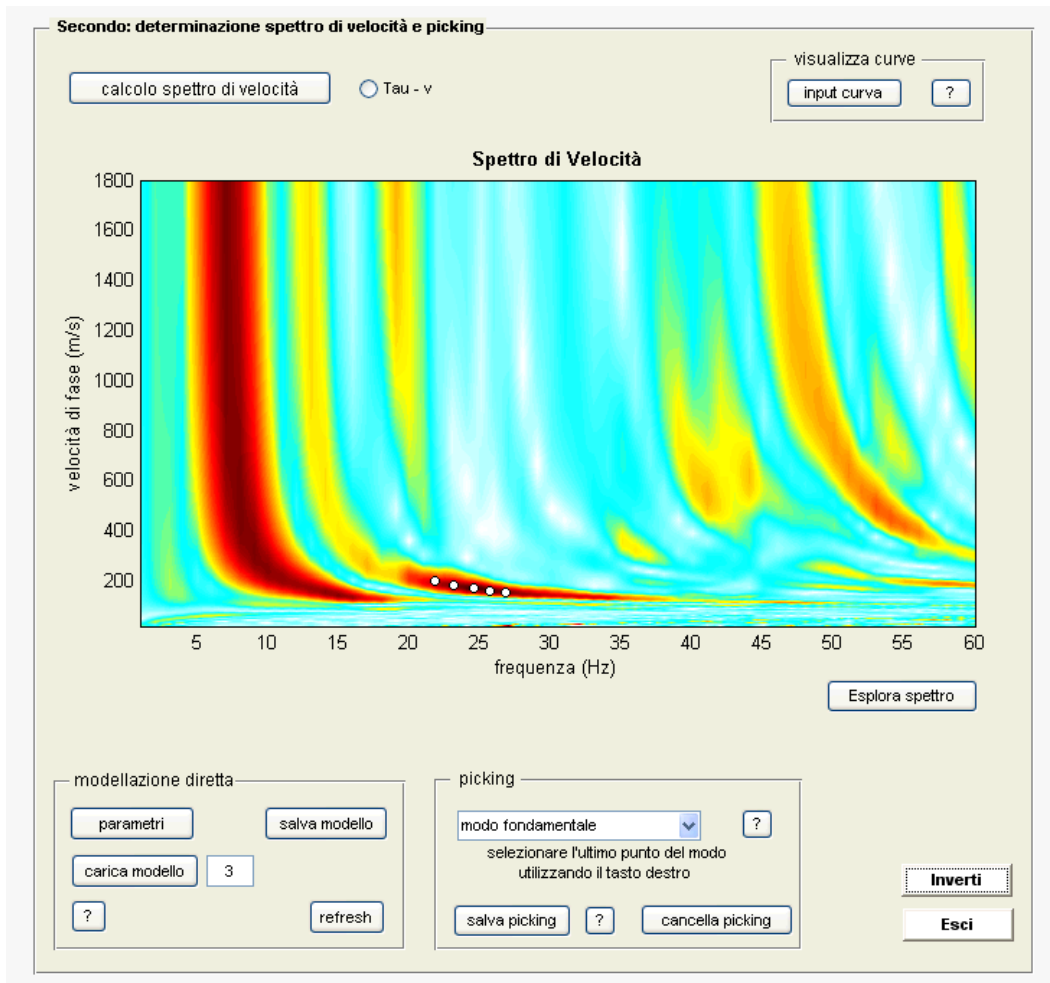 Secondo: determinazione spettro di velocità e picking
visualizza curve
calcolo spettro di velocità
Tau - v
input curva
?
Spettro di Velocità
velocità di fase (m/s)
1800
1600
1400
1200
1000
800
600
400
200
5 10 15 20 25 30 35 40 45 50 55 60
frequenza (Hz)
Esplora spettro
modellazione diretta
parametri
salva modello
carica modello
3
?
refresh
picking
modo fondamentale
?
selezionare l'ultimo punto del modo
utilizzando il tasto destro
salva picking
?
cancella picking
Inverti
Esci